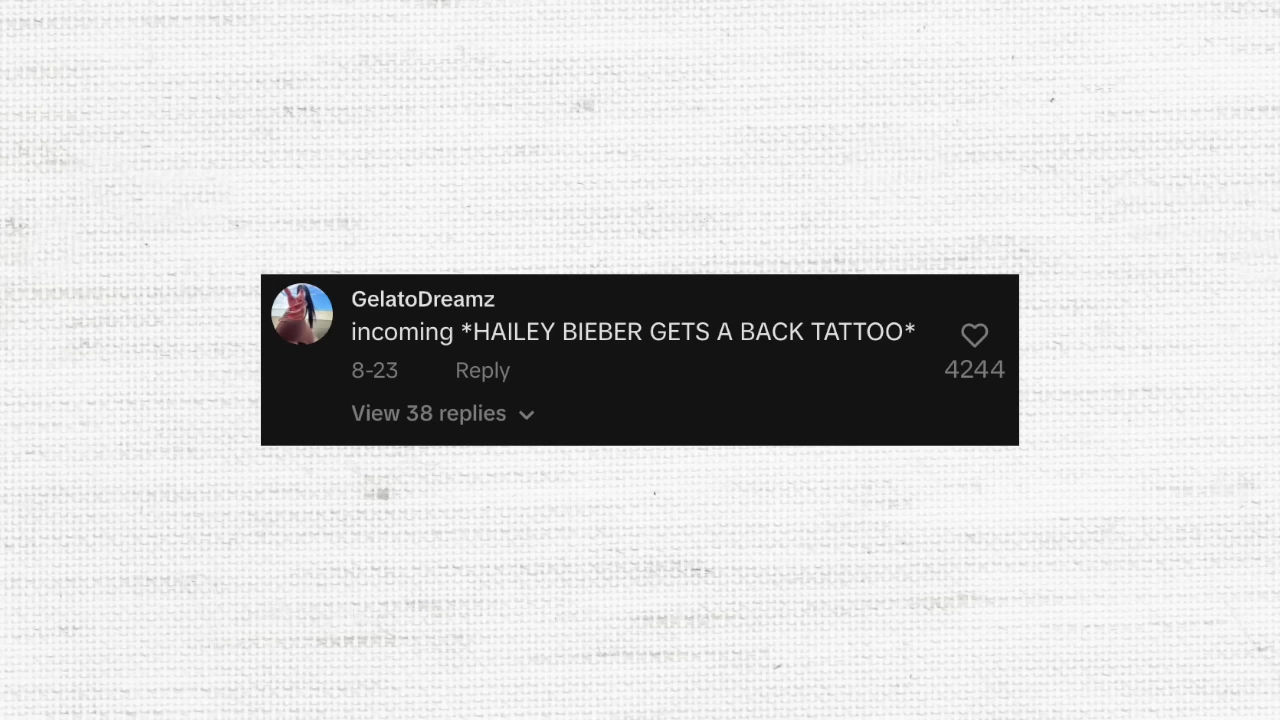 GelatoDreamz
incoming *HAILEY BIEBER GETS A BACK TATTOO*
8-23 Reply
4244
View 38 replies